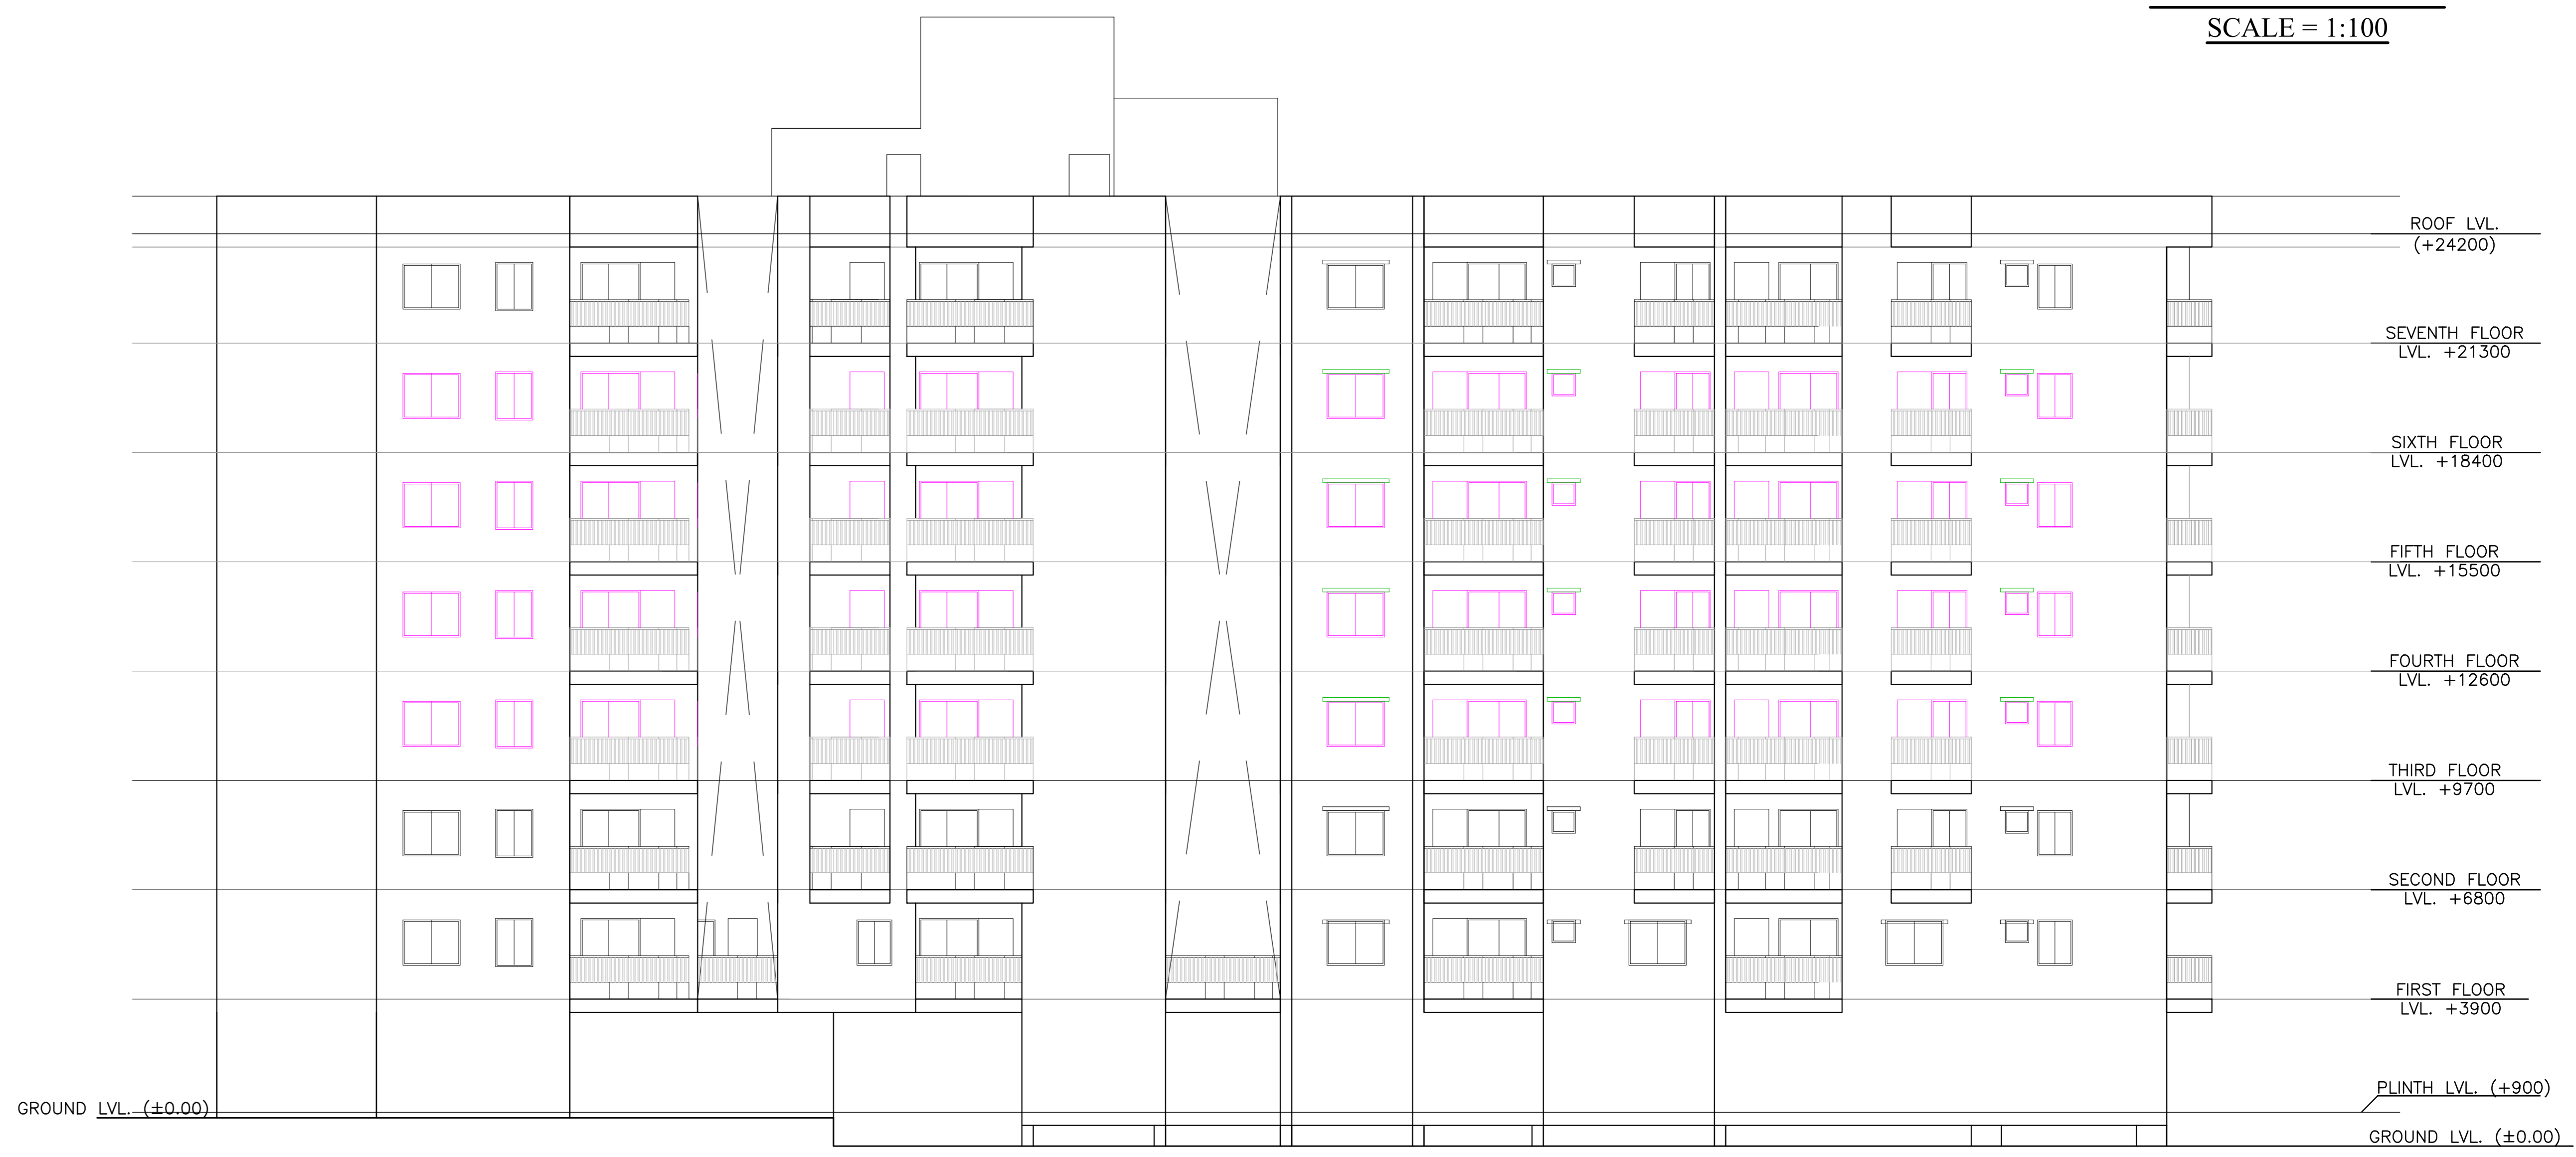 SCALE = 1:100
ROOF LVL.
(+24200)
SEVENTH FLOOR
LVL. +21300
SIXTH FLOOR
LVL. +18400
FIFTH FLOOR
LVL. +15500
FOURTH FLOOR
LVL. +12600
THIRD FLOOR
LVL. +9700
SECOND FLOOR
LVL. +6800
FIRST FLOOR
LVL. +3900
PLINTH LVL. (+900)
GROUND LVL. (±0.00)
GROUND LVL. (±0.00)